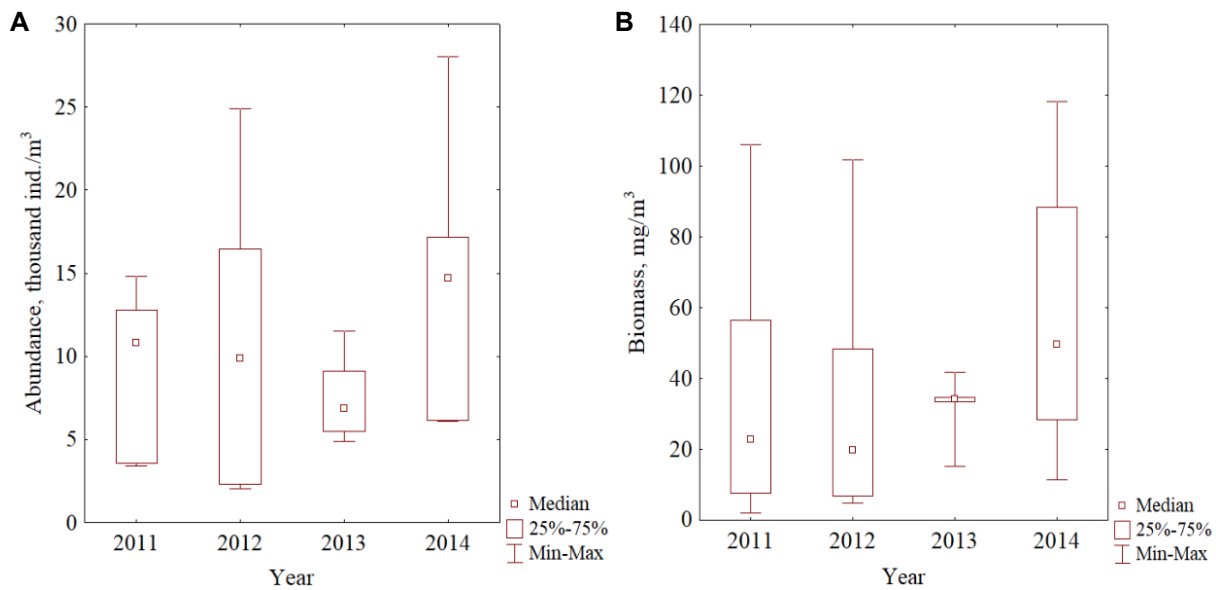 A
Abundance, thousand ind./m³
30
25
20
15
10
5
0
2011 2012 2013 2014
Year
Median
25%-75%
Min-Max
B
Biomass, mg/m³
140
120
100
80
60
40
20
0
2011 2012 2013 2014
Year
Median
25%-75%
Min-Max